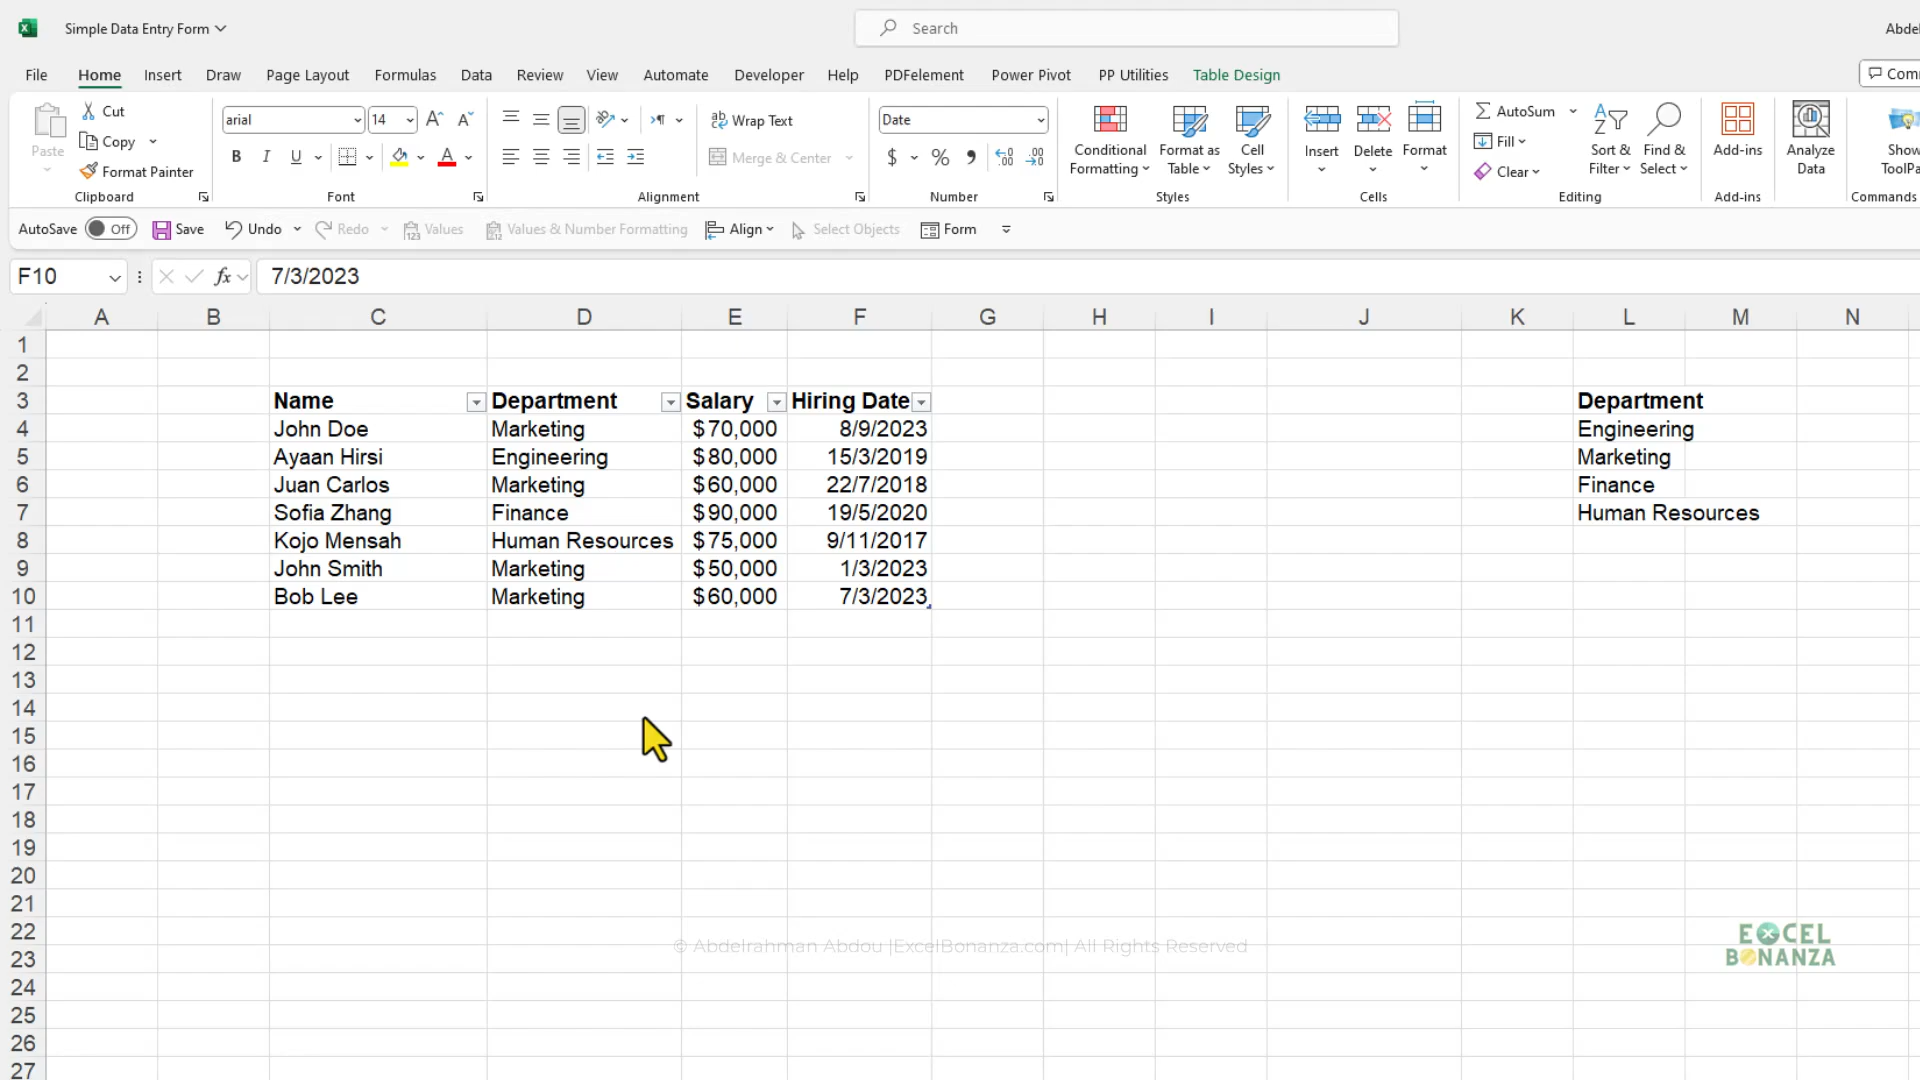 Simple Data Entry Form
Search
Abdel
File Home Insert Draw Page Layout Formulas Data Review View Automate Developer Help PDFelement Power Pivot PP Utilities Table Design
Comm
Paste
Cut
Copy
Format Painter
Clipboard
arial 14
B I U
Font
Wrap Text
Merge & Center
Alignment
Date
$ %
Number
Conditional Formatting
Format as Table
Cell Styles
Styles
Insert
Delete
Format
Cells
AutoSum
Fill
Clear
Sort & Filter
Find & Select
Editing
Add-ins
Add-ins
Analyze Data
Show
ToolPa
Commands
AutoSave Off Save Undo Redo Values Values & Number Formatting Align Select Objects Form
F10 fx 7/3/2023
A B C D E F G H I J K L M N
1
2
3 Name Department Salary Hiring Date Department
4 John Doe Marketing $70,000 8/9/2023 Engineering
5 Ayaan Hirsi Engineering $80,000 15/3/2019 Marketing
6 Juan Carlos Marketing $60,000 22/7/2018 Finance
7 Sofia Zhang Finance $90,000 19/5/2020 Human Resources
8 Kojo Mensah Human Resources $75,000 9/11/2017
9 John Smith Marketing $50,000 1/3/2023
10 Bob Lee Marketing $60,000 7/3/2023
11
12
13
14
15
16
17
18
19
20
21
22
23
24
25
26
27
© Abdelrahman Abdou |ExcelBonanza.com| All Rights Reserved
EXCEL
BONANZA